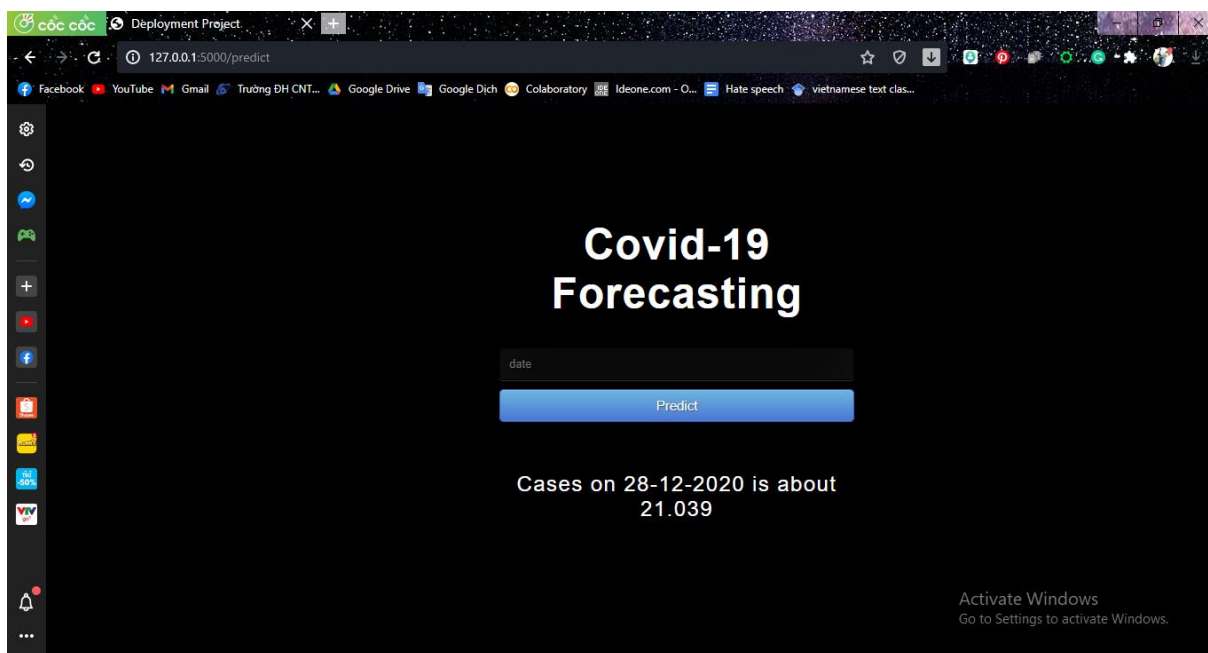 cốc cốc
Deployment Project
127.0.0.1:5000/predict
Facebook YouTube Gmail Trường ĐH CNT... Google Drive Google Dịch Colaboratory Ideone.com - O... Hate speech vietnamese text clas...
Covid-19
Forecasting
date
Predict
Cases on 28-12-2020 is about
21.039
Activate Windows
Go to Settings to activate Windows.